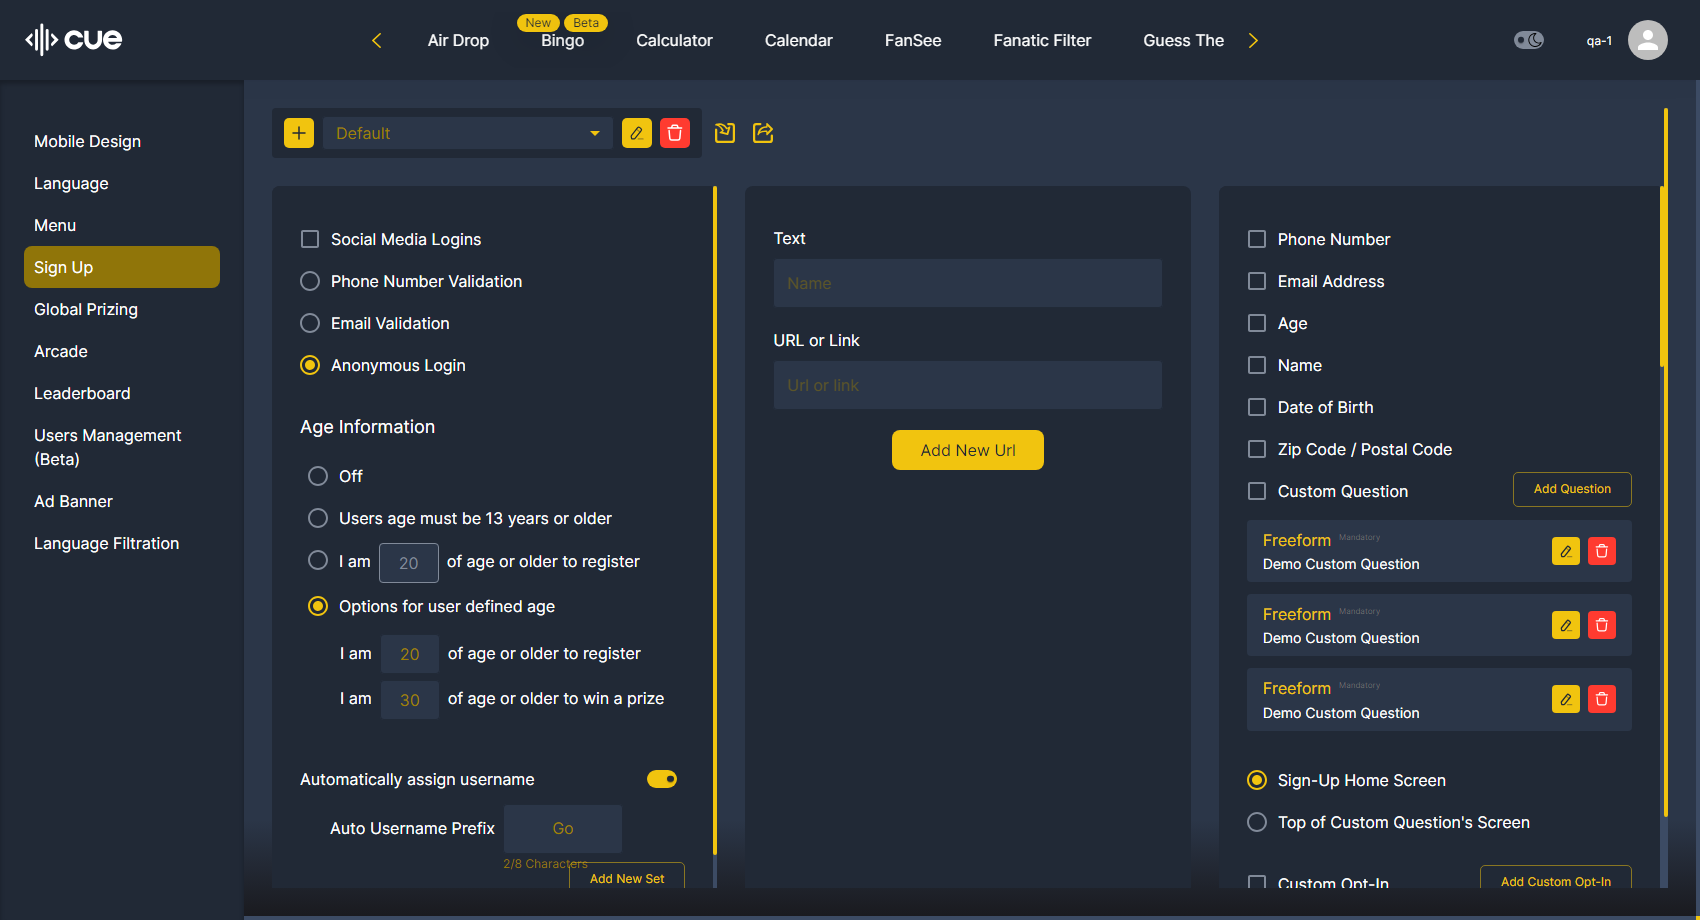 cue
New
Beta
Air Drop
Bingo
Calculator
Calendar
FanSee
Fanatic Filter
Guess The
qa-1
Mobile Design
Language
Menu
Sign Up
Global Prizing
Arcade
Leaderboard
Users Management
(Beta)
Ad Banner
Language Filtration
Default
Social Media Logins
Phone Number Validation
Email Validation
Anonymous Login
Age Information
Off
Users age must be 13 years or older
I am 20 of age or older to register
Options for user defined age
I am 20 of age or older to register
I am 30 of age or older to win a prize
Automatically assign username
Auto Username Prefix Go
2/8 Characters
Add New Set
Text
Name
URL or Link
Url or link
Add New Url
Phone Number
Email Address
Age
Name
Date of Birth
Zip Code / Postal Code
Custom Question
Add Question
Freeform Mandatory
Demo Custom Question
Freeform Mandatory
Demo Custom Question
Freeform Mandatory
Demo Custom Question
Sign-Up Home Screen
Top of Custom Question's Screen
Custom Opt-In
Add Custom Opt-In